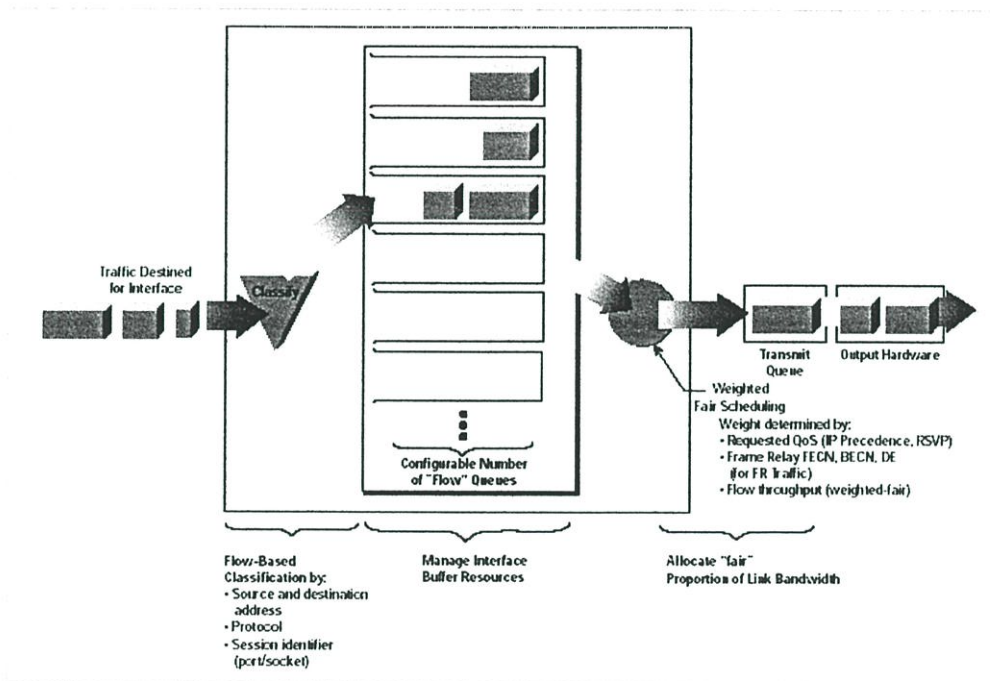 Traffic Destined
for Interface
Classify
Configurable Number
of "Flow" Queues
Transmit
Queue
Output Hardware
Weighted
Fair Scheduling
Weight determined by:
• Requested QoS (IP Precedence, RSVP)
• Frame Relay FECN, BECN, DE
(for FR Traffic)
• Flow throughput (weighted-fair)
Flow-Based
Classification by:
• Source and destination
address
• Protocol
• Session identifier
(port/socket)
Manage Interface
Buffer Resources
Allocate "fair"
Proportion of Link Bandwidth